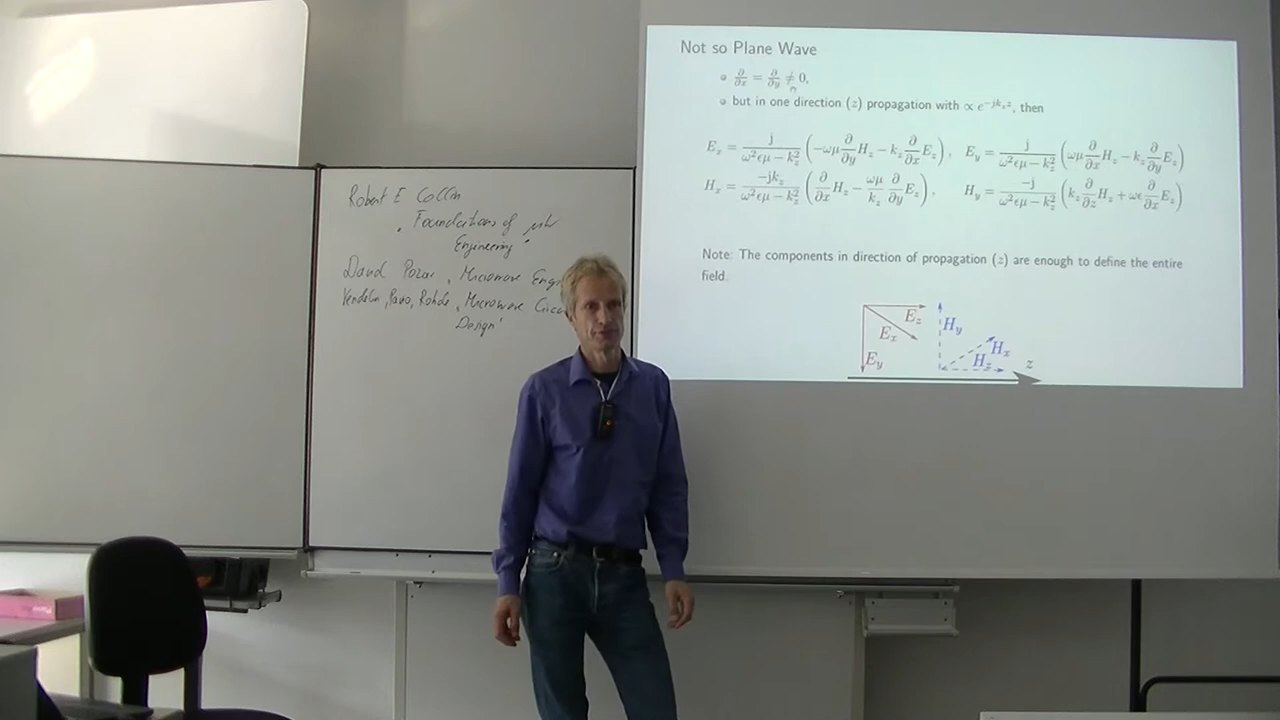 Robert E Collin
„Foundations of μW
Engineering“
David Pozar, Microwave Eng
Vendelin, Pavio, Rohde, Microwave Circ
Design'
Not so Plane Wave
∂/∂x = ∂/∂y ≠ 0,
but in one direction (z) propagation with ∝ e^{-jk_z z}, then
E_x = j/(ω²εμ − k_z²) (−ωμ ∂/∂y H_z − k_z ∂/∂x E_z), E_y = j/(ω²εμ − k_z²) (ωμ ∂/∂x H_z − k_z ∂/∂y E_z)
H_x = −jk_z/(ω²εμ − k_z²) (∂/∂x H_z − ωμ/k_z ∂/∂y E_z), H_y = −j/(ω²εμ − k_z²) (k_z ∂/∂z H_z + ωε ∂/∂x E_z)
Note: The components in direction of propagation (z) are enough to define the entire
field.
E_z
E_x
E_y
H_y
H_x
H_z
z